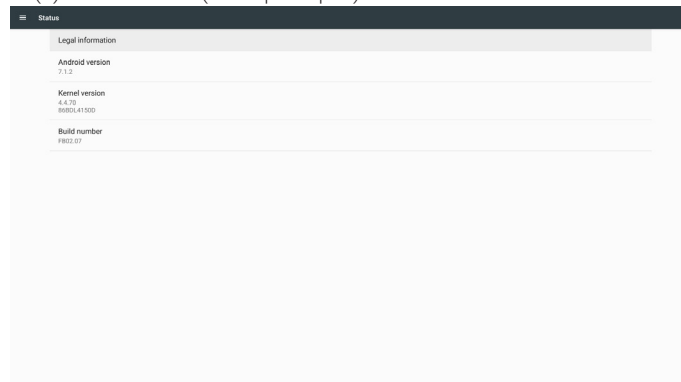 Status
Legal information
Android version
7.1.2
Kernel version
4.4.70
86BDL4150D
Build number
FB02.07